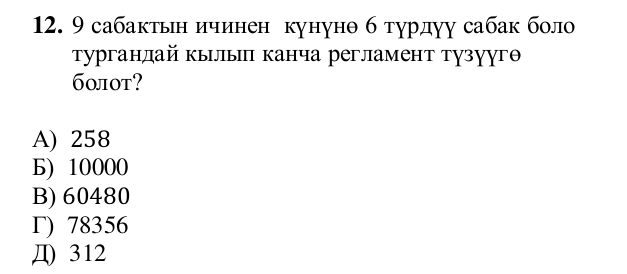 12. 9 сабактын ичинен күнүнө 6 түрдүү сабак боло
тургандай кылып канча регламент түзүүгө
болот?
А) 258
Б) 10000
В) 60480
Г) 78356
Д) 312